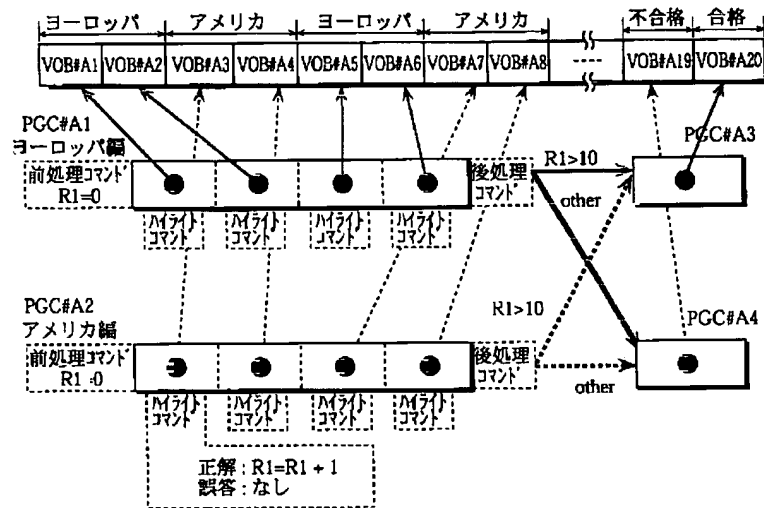 ヨーロッパ アメリカ ヨーロッパ アメリカ 不合格 合格
VOB#A1 VOB#A2 VOB#A3 VOB#A4 VOB#A5 VOB#A6 VOB#A7 VOB#A8 VOB#A19 VOB#A20
PGC#A1
ヨーロッパ編
前処理コマンド
R1=0
後処理
コマンド
R1>10
other
PGC#A3
ハイライト ハイライト ハイライト ハイライト
コマンド コマンド コマンド コマンド
PGC#A2
アメリカ編
前処理コマンド
R1=0
後処理
コマンド
R1>10
other
PGC#A4
ハイライト ハイライト ハイライト ハイライト
コマンド コマンド コマンド コマンド
正解 : R1=R1 + 1
誤答 : なし